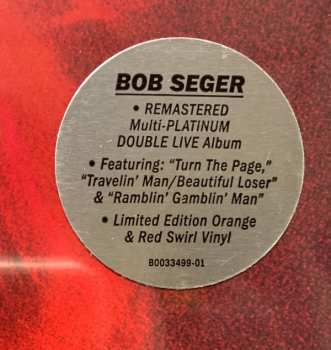 BOB SEGER
• REMASTERED
Multi-PLATINUM
DOUBLE LIVE Album
• Featuring: “Turn The Page,”
“Travelin’ Man/Beautiful Loser”
& “Ramblin’ Gamblin’ Man”
• Limited Edition Orange
& Red Swirl Vinyl
B0033499-01